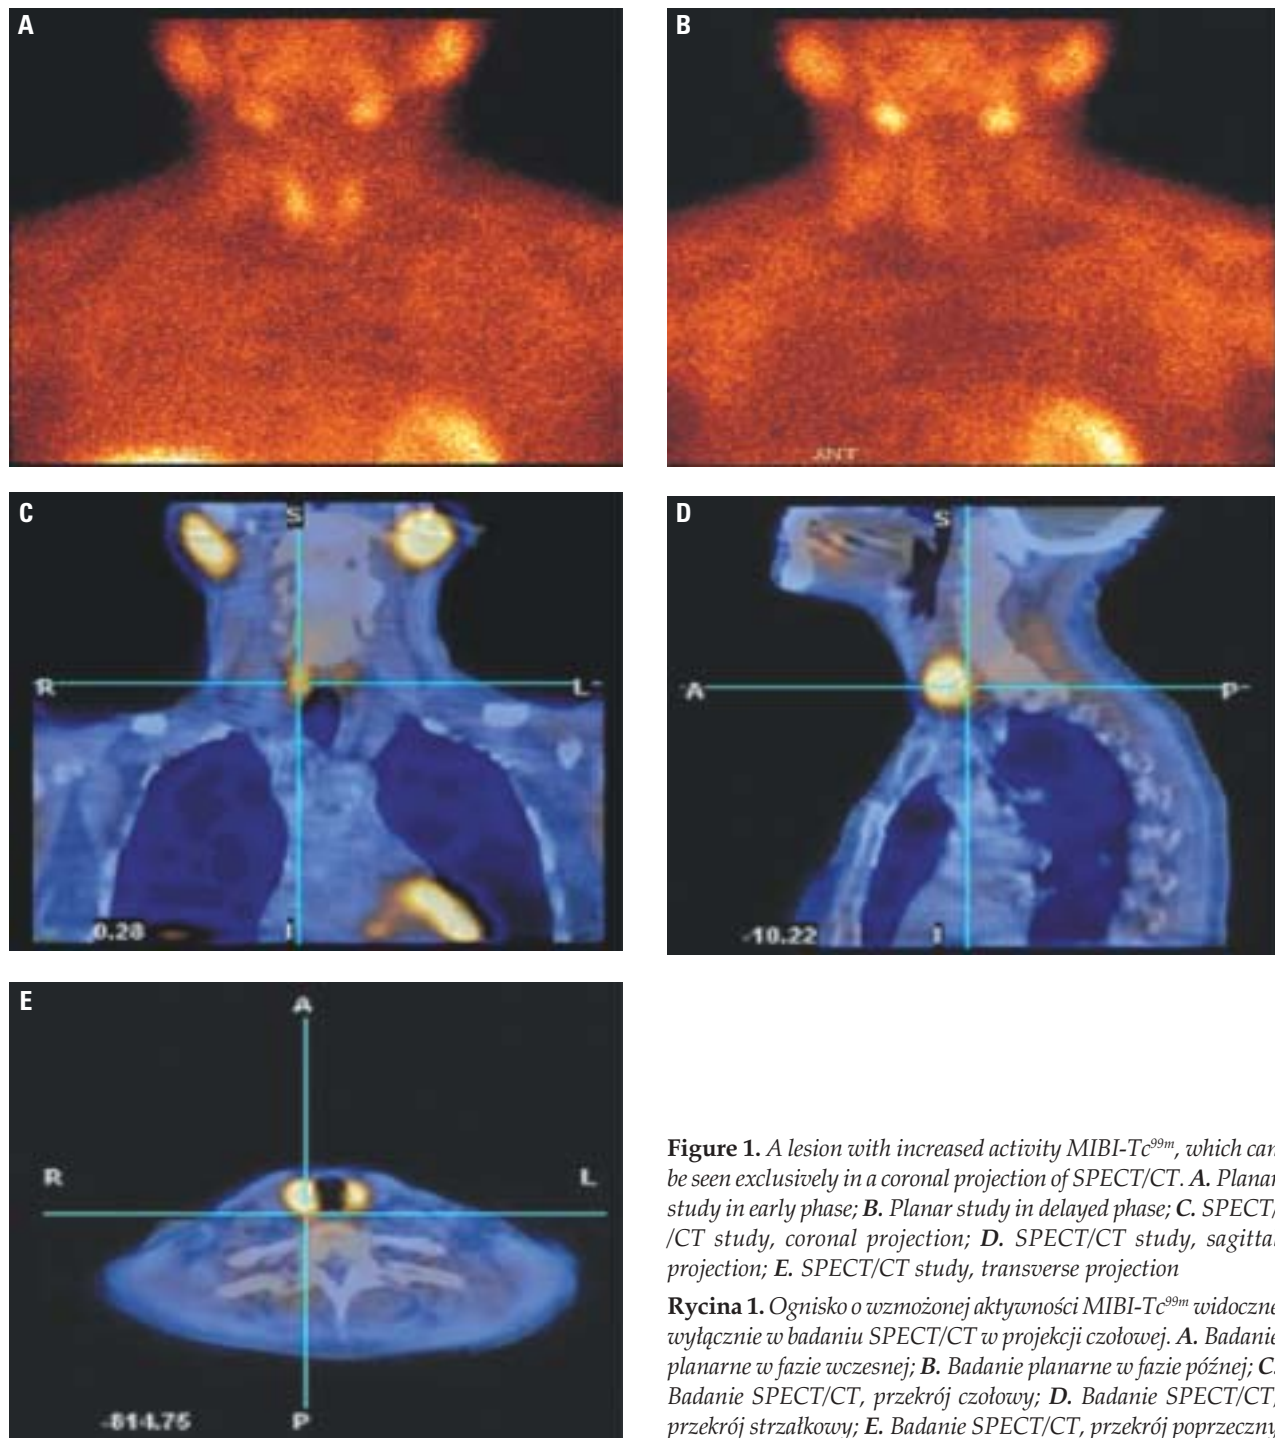 A
B
ANT
C
S
R
L
0.28
I
D
S
A
P
-10.22
I
E
A
R
L
-814.75
P
Figure 1. A lesion with increased activity MIBI-Tc99m, which can
be seen exclusively in a coronal projection of SPECT/CT. A. Planar
study in early phase; B. Planar study in delayed phase; C. SPECT/
/CT study, coronal projection; D. SPECT/CT study, sagittal
projection; E. SPECT/CT study, transverse projection
Rycina 1. Ognisko o wzmożonej aktywności MIBI-Tc99m widoczne
wyłącznie w badaniu SPECT/CT w projekcji czołowej. A. Badanie
planarne w fazie wczesnej; B. Badanie planarne w fazie późnej; C.
Badanie SPECT/CT, przekrój czołowy; D. Badanie SPECT/CT,
przekrój strzałkowy; E. Badanie SPECT/CT, przekrój poprzeczny